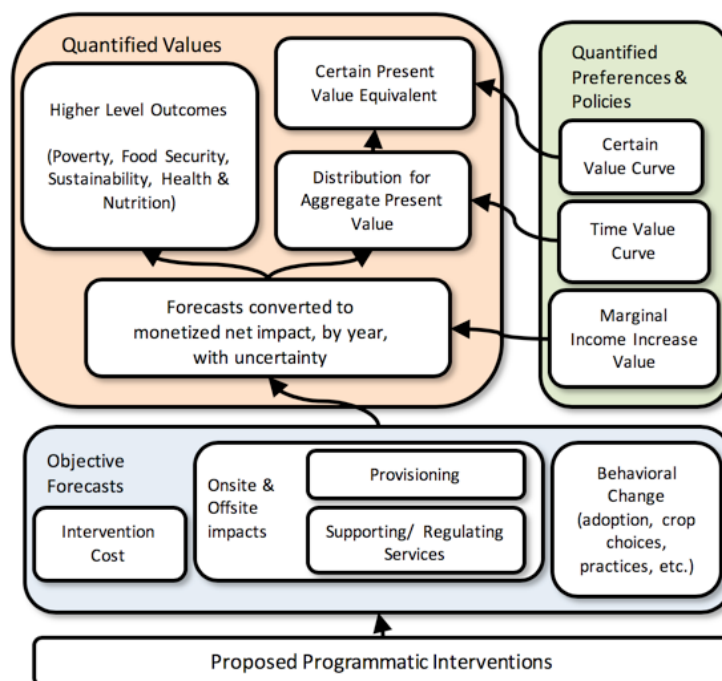 Quantified Values
Higher Level Outcomes
(Poverty, Food Security,
Sustainability, Health &
Nutrition)
Certain Present
Value Equivalent
Distribution for
Aggregate Present
Value
Forecasts converted to
monetized net impact, by year,
with uncertainty
Quantified
Preferences &
Policies
Certain
Value Curve
Time Value
Curve
Marginal
Income Increase
Value
Objective
Forecasts
Intervention
Cost
Onsite &
Offsite
impacts
Provisioning
Supporting/ Regulating
Services
Behavioral
Change
(adoption, crop
choices,
practices, etc.)
Proposed Programmatic Interventions